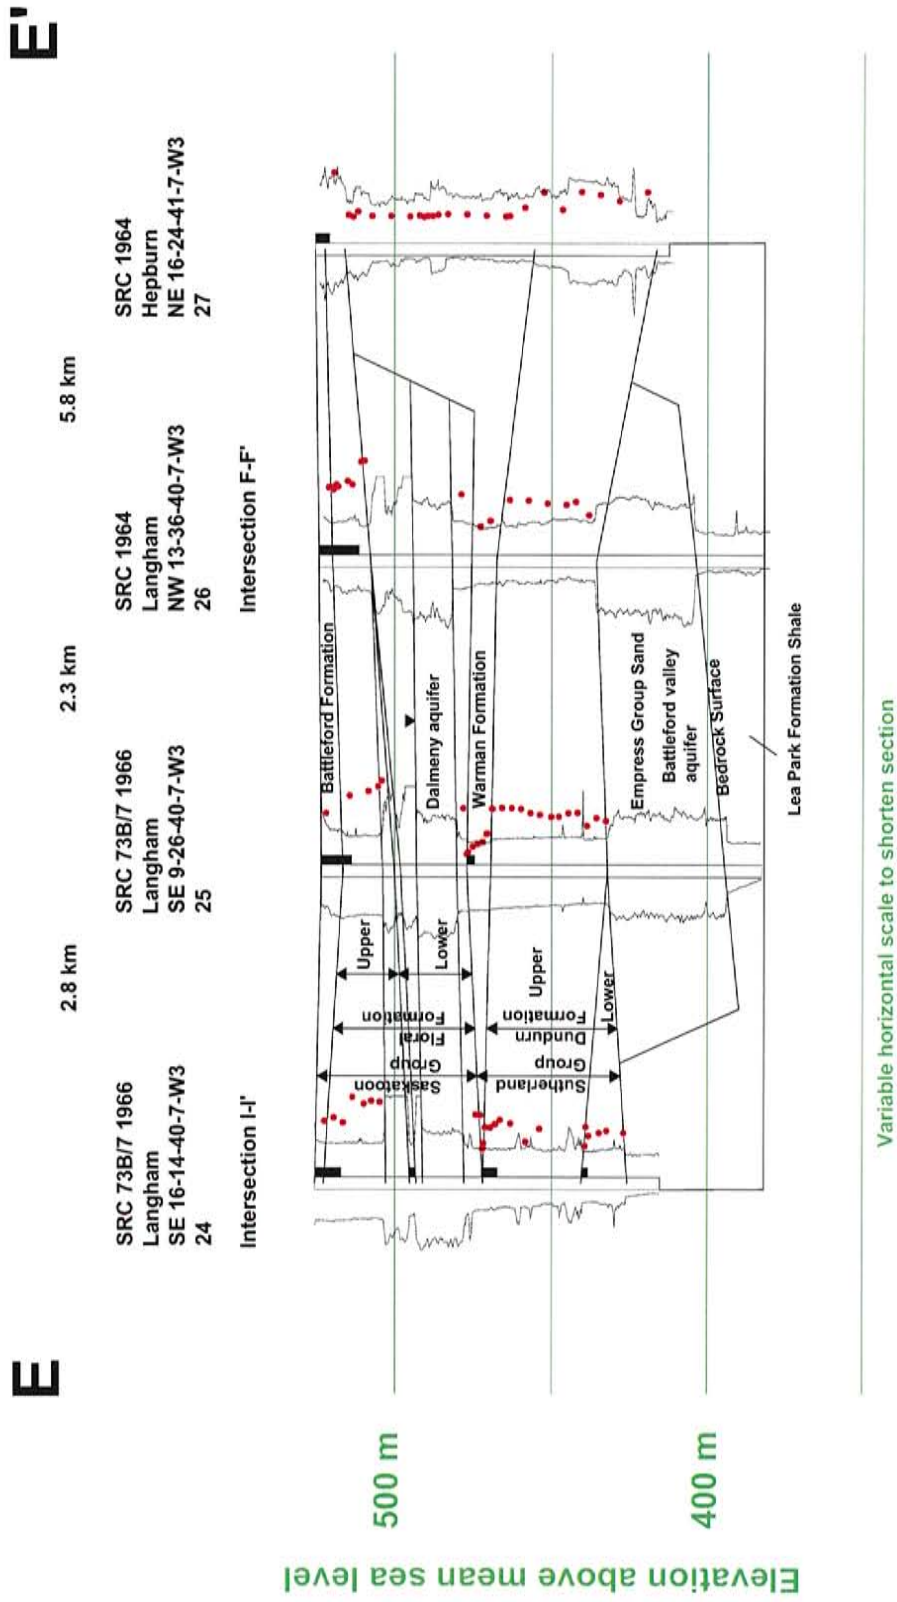 E
E'
2.8 km
2.3 km
5.8 km
SRC 73B/7 1966
Langham
SE 16-14-40-7-W3
24
Intersection I-I'
SRC 73B/7 1966
Langham
SE 9-26-40-7-W3
25
SRC 1964
Langham
NW 13-36-40-7-W3
26
Intersection F-F'
SRC 1964
Hepburn
NE 16-24-41-7-W3
27
Battleford Formation
Upper
Lower
Floral
Formation
Saskatoon
Group
Dalmeny aquifer
Warman Formation
Upper
Lower
Dundurn
Formation
Sutherland
Group
Empress Group Sand
Battleford valley
aquifer
Bedrock Surface
Lea Park Formation Shale
500 m
400 m
Elevation above mean sea level
Variable horizontal scale to shorten section